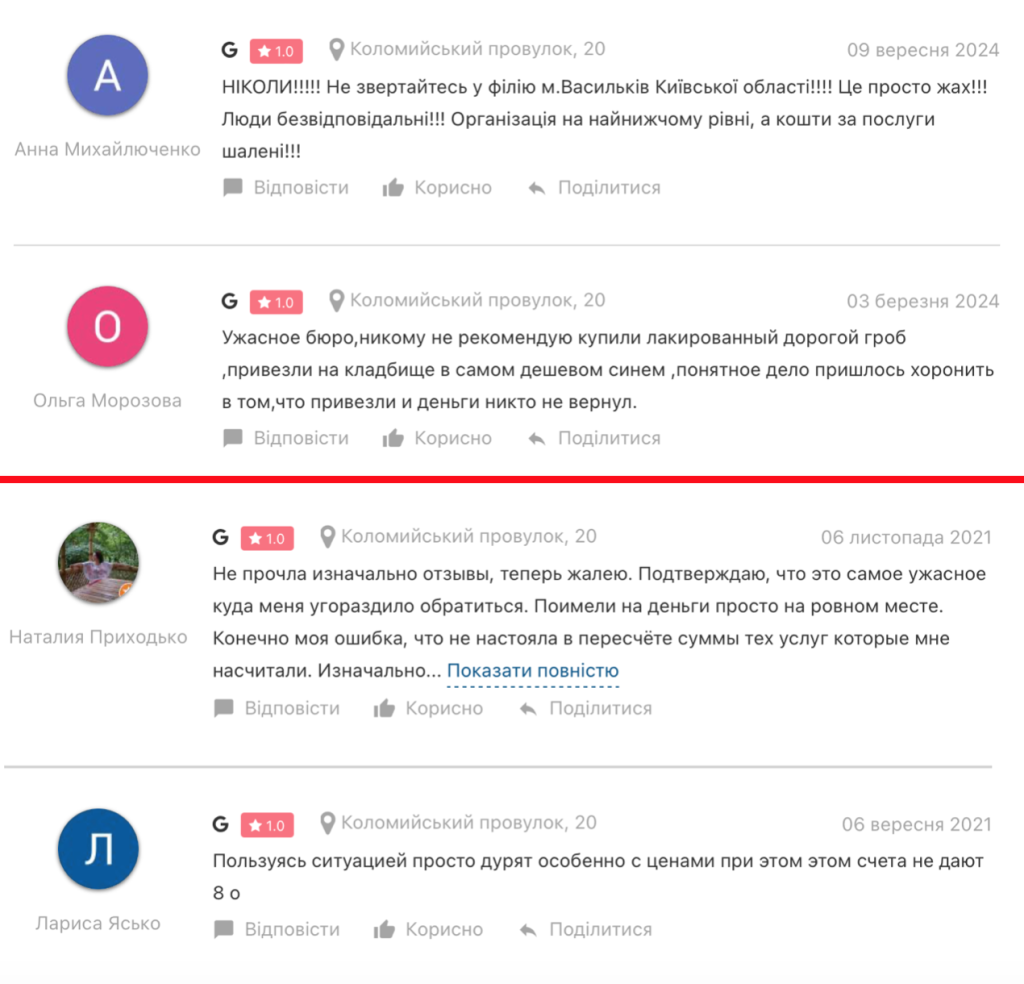 А
Анна Михайлюченко
G ★ 1.0 Коломийський провулок, 20 09 вересня 2024
НІКОЛИ!!!!! Не звертайтесь у філію м.Васильків Київської області!!!! Це просто жах!!!
Люди безвідповідальні!!! Організація на найнижчому рівні, а кошти за послуги
шалені!!!
Відповісти Корисно Поділитися
О
Ольга Морозова
G ★ 1.0 Коломийський провулок, 20 03 березня 2024
Ужасное бюро,никому не рекомендую купили лакированный дорогой гроб
,привезли на кладбище в самом дешевом синем ,понятное дело пришлось хоронить
в том,что привезли и деньги никто не вернул.
Відповісти Корисно Поділитися
Наталия Приходько
G ★ 1.0 Коломийський провулок, 20 06 листопада 2021
Не прочла изначально отзывы, теперь жалею. Подтверждаю, что это самое ужасное
куда меня угораздило обратиться. Поимели на деньги просто на ровном месте.
Конечно моя ошибка, что не настояла в пересчёте суммы тех услуг которые мне
насчитали. Изначально... Показати повністю
Відповісти Корисно Поділитися
Л
Лариса Ясько
G ★ 1.0 Коломийський провулок, 20 06 вересня 2021
Пользуясь ситуацией просто дурят особенно с ценами при этом этом счета не дают
8 о
Відповісти Корисно Поділитися